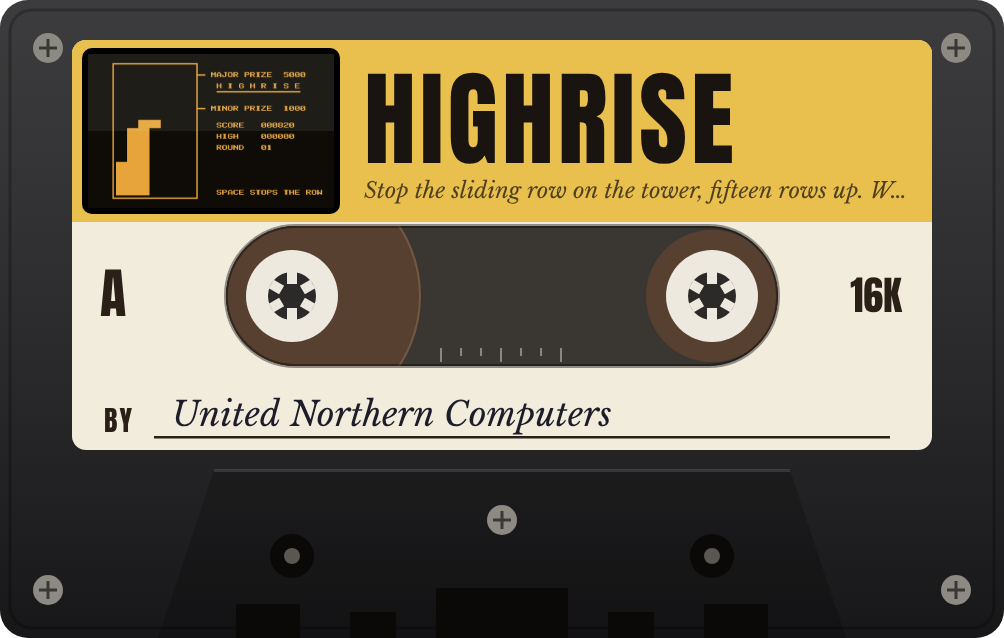 MAJOR PRIZE 5000
HIGHRISE
MINOR PRIZE 1000
SCORE 000820
HIGH 000000
ROUND 01
SPACE STOPS THE ROW
HIGHRISE
Stop the sliding row on the tower, fifteen rows up. W...
A
16K
BY United Northern Computers